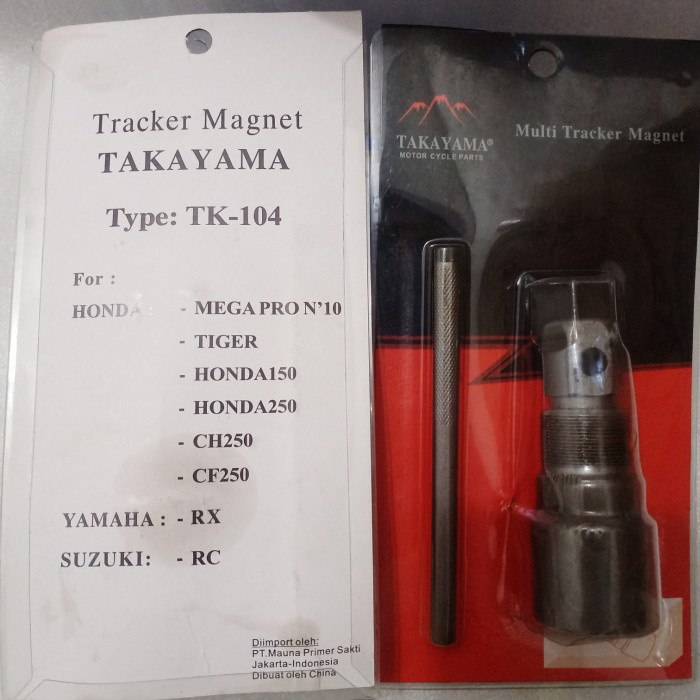 Tracker Magnet
TAKAYAMA
Type: TK-104
For :
HONDA : - MEGA PRO N'10
- TIGER
- HONDA150
- HONDA250
- CH250
- CF250
YAMAHA : - RX
SUZUKI: - RC
Diimport oleh:
PT.Mauna Primer Sakti
Jakarta-Indonesia
Dibuat oleh China
TAKAYAMA®
MOTOR CYCLE PARTS
Multi Tracker Magnet